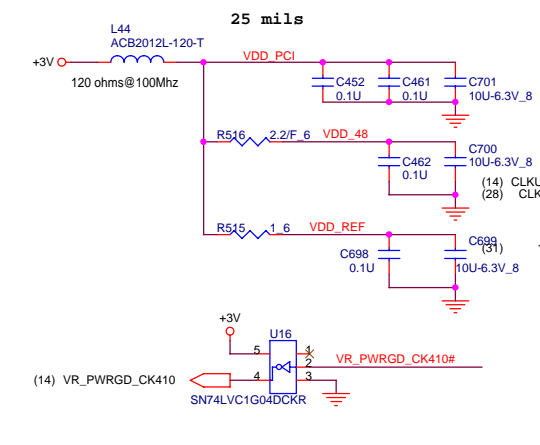 25 mils
L44
ACB2012L-120-T
+3V
VDD_PCI
120 ohms@100Mhz
C452
0.1U
C461
0.1U
C701
10U-6.3V_8
R516
2.2/F_6
VDD_48
C462
0.1U
C700
10U-6.3V_8
(14) CLKU
(28) CLK
R515
1_6
VDD_REF
C698
0.1U
C699
(31)
10U-6.3V_8
+3V
U16
5
1
2
VR_PWRGD_CK410#
(14) VR_PWRGD_CK410
4
3
SN74LVC1G04DCKR